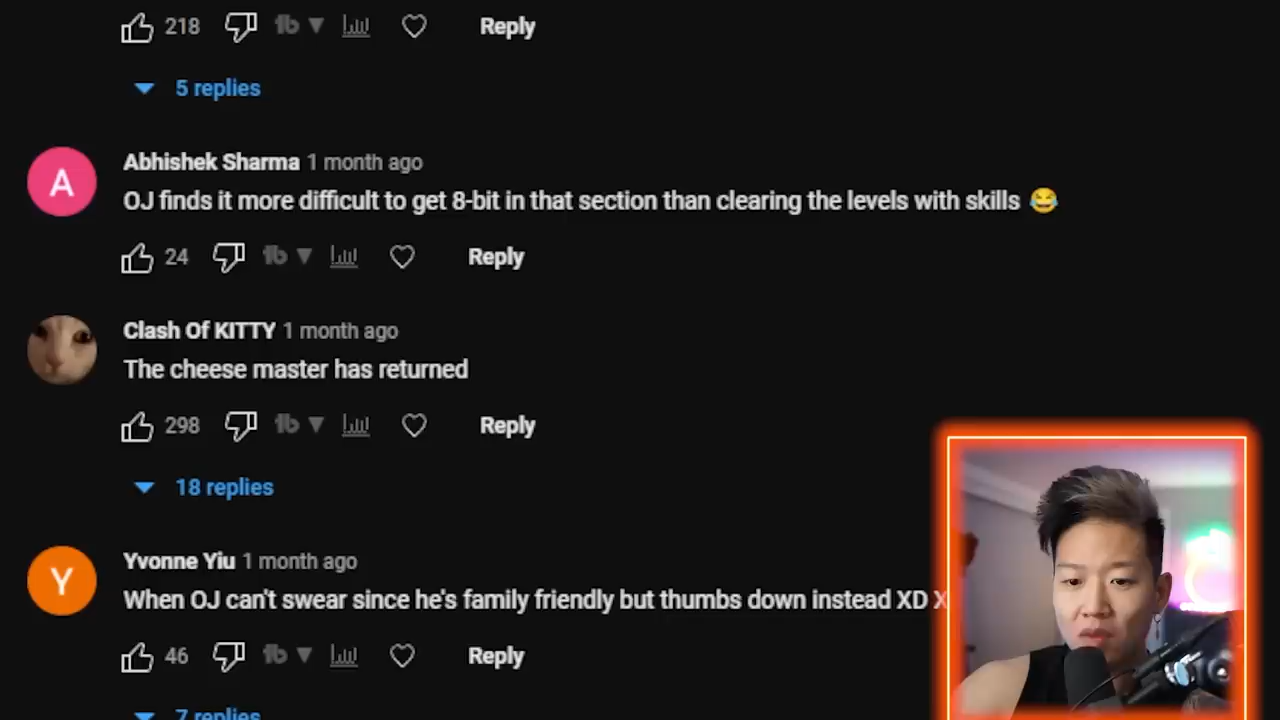 218 Reply
5 replies
A
Abhishek Sharma 1 month ago
OJ finds it more difficult to get 8-bit in that section than clearing the levels with skills 😂
24 Reply
Clash Of KITTY 1 month ago
The cheese master has returned
298 Reply
18 replies
Y
Yvonne Yiu 1 month ago
When OJ can't swear since he's family friendly but thumbs down instead XD X
46 Reply
7 replies